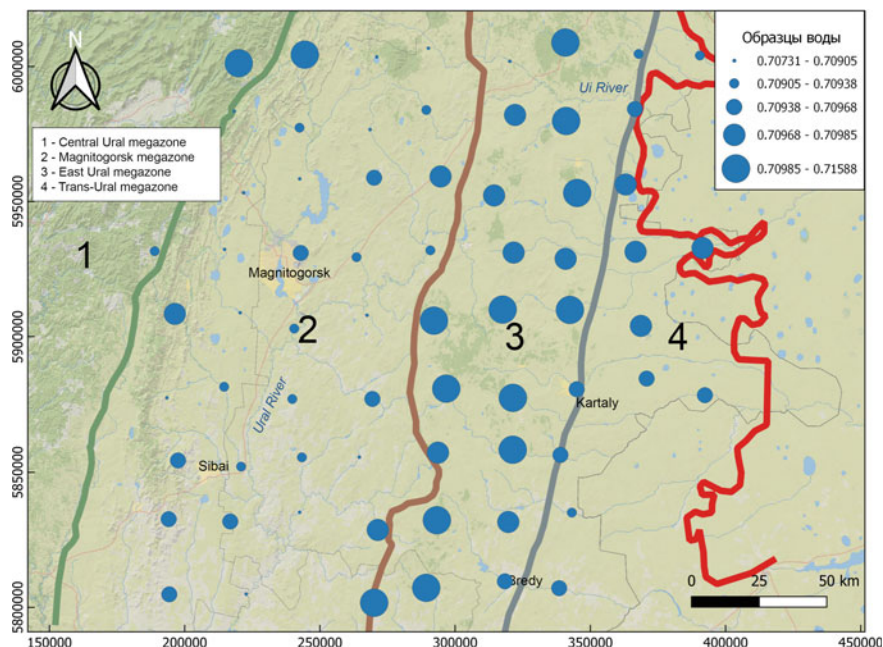 N
Образцы воды
0.70731 - 0.70905
0.70905 - 0.70938
0.70938 - 0.70968
0.70968 - 0.70985
0.70985 - 0.71588
1 - Central Ural megazone
2 - Magnitogorsk megazone
3 - East Ural megazone
4 - Trans-Ural megazone
Ui River
1
Magnitogorsk
2
3
4
Ural River
Kartaly
Sibai
Bredy
0 25 50 km
6000000
5950000
5900000
5850000
5800000
150000 200000 250000 300000 350000 400000 450000